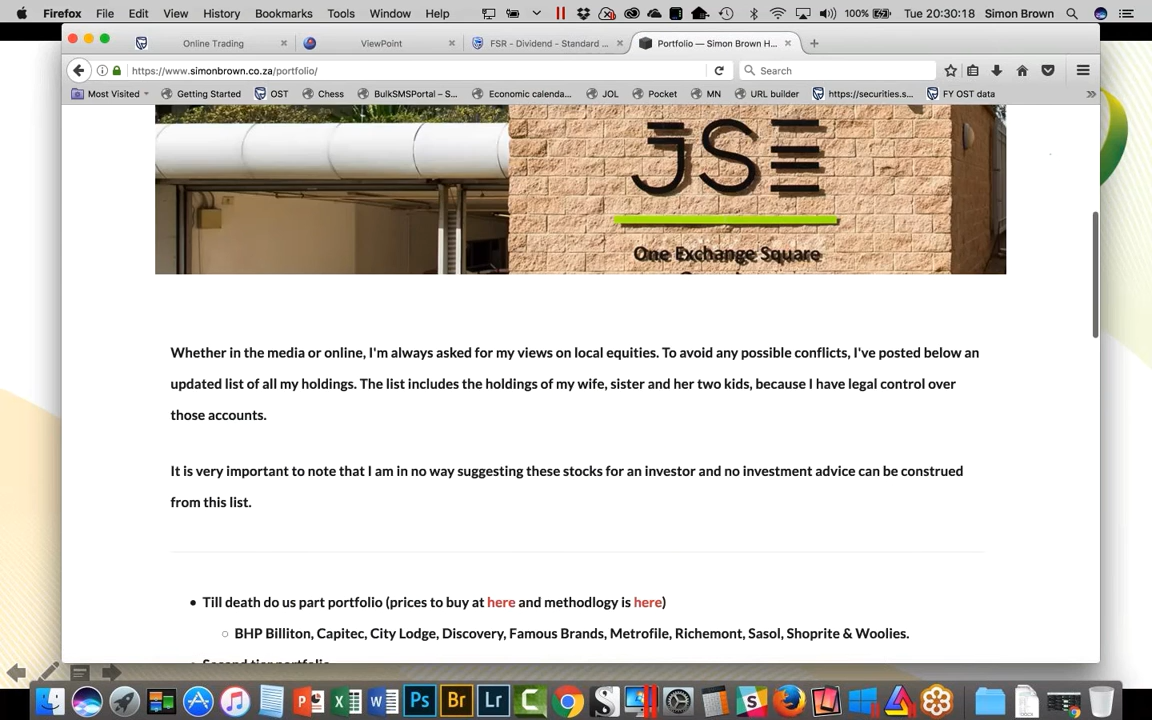 Firefox File Edit View History Bookmarks Tools Window Help 100% Tue 20:30:18 Simon Brown
Online Trading ViewPoint FSR - Dividend - Standard ... Portfolio — Simon Brown H...
https://www.simonbrown.co.za/portfolio/ Search
Most Visited Getting Started OST Chess BulkSMSPortal – S... Economic calenda... JOL Pocket MN URL builder https://securities.s... FY OST data
JSE
One Exchange Square
Whether in the media or online, I'm always asked for my views on local equities. To avoid any possible conflicts, I've posted below an
updated list of all my holdings. The list includes the holdings of my wife, sister and her two kids, because I have legal control over
those accounts.
It is very important to note that I am in no way suggesting these stocks for an investor and no investment advice can be construed
from this list.
Till death do us part portfolio (prices to buy at here and methodlogy is here)
BHP Billiton, Capitec, City Lodge, Discovery, Famous Brands, Metrofile, Richemont, Sasol, Shoprite & Woolies.
Second tier portfolio
Ps Br Lr